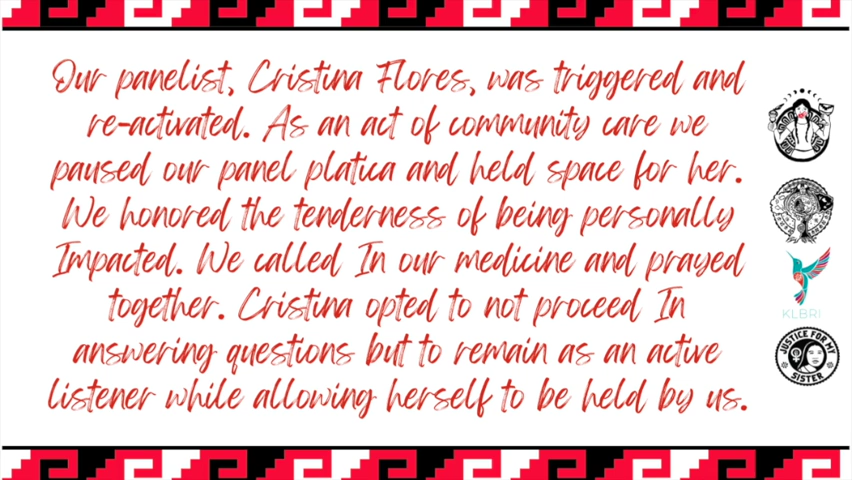 Our panelist, Cristina Flores, was triggered and
re-activated. As an act of community care we
paused our panel platica and held space for her.
We honored the tenderness of being personally
Impacted. We called In our medicine and prayed
together. Cristina opted to not proceed In
answering questions but to remain as an active
listener while allowing herself to be held by us.
KLBRI
JUSTICE FOR MY
SISTER